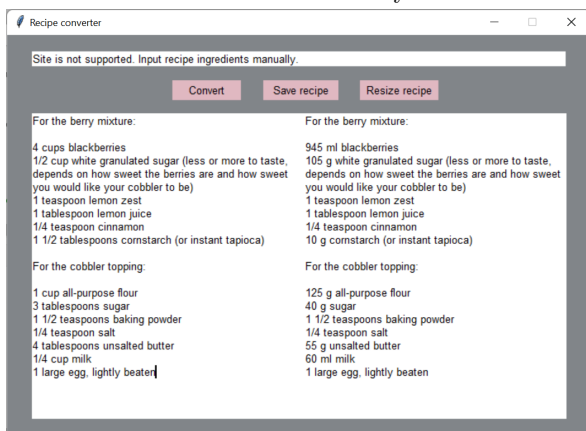 Recipe converter
Site is not supported. Input recipe ingredients manually.
Convert
Save recipe
Resize recipe
For the berry mixture:
4 cups blackberries
1/2 cup white granulated sugar (less or more to taste,
depends on how sweet the berries are and how sweet
you would like your cobbler to be)
1 teaspoon lemon zest
1 tablespoon lemon juice
1/4 teaspoon cinnamon
1 1/2 tablespoons cornstarch (or instant tapioca)
For the cobbler topping:
1 cup all-purpose flour
3 tablespoons sugar
1 1/2 teaspoons baking powder
1/4 teaspoon salt
4 tablespoons unsalted butter
1/4 cup milk
1 large egg, lightly beaten
For the berry mixture:
945 ml blackberries
105 g white granulated sugar (less or more to taste,
depends on how sweet the berries are and how sweet
you would like your cobbler to be)
1 teaspoon lemon zest
1 tablespoon lemon juice
1/4 teaspoon cinnamon
10 g cornstarch (or instant tapioca)
For the cobbler topping:
125 g all-purpose flour
40 g sugar
1 1/2 teaspoons baking powder
1/4 teaspoon salt
55 g unsalted butter
60 ml milk
1 large egg, lightly beaten